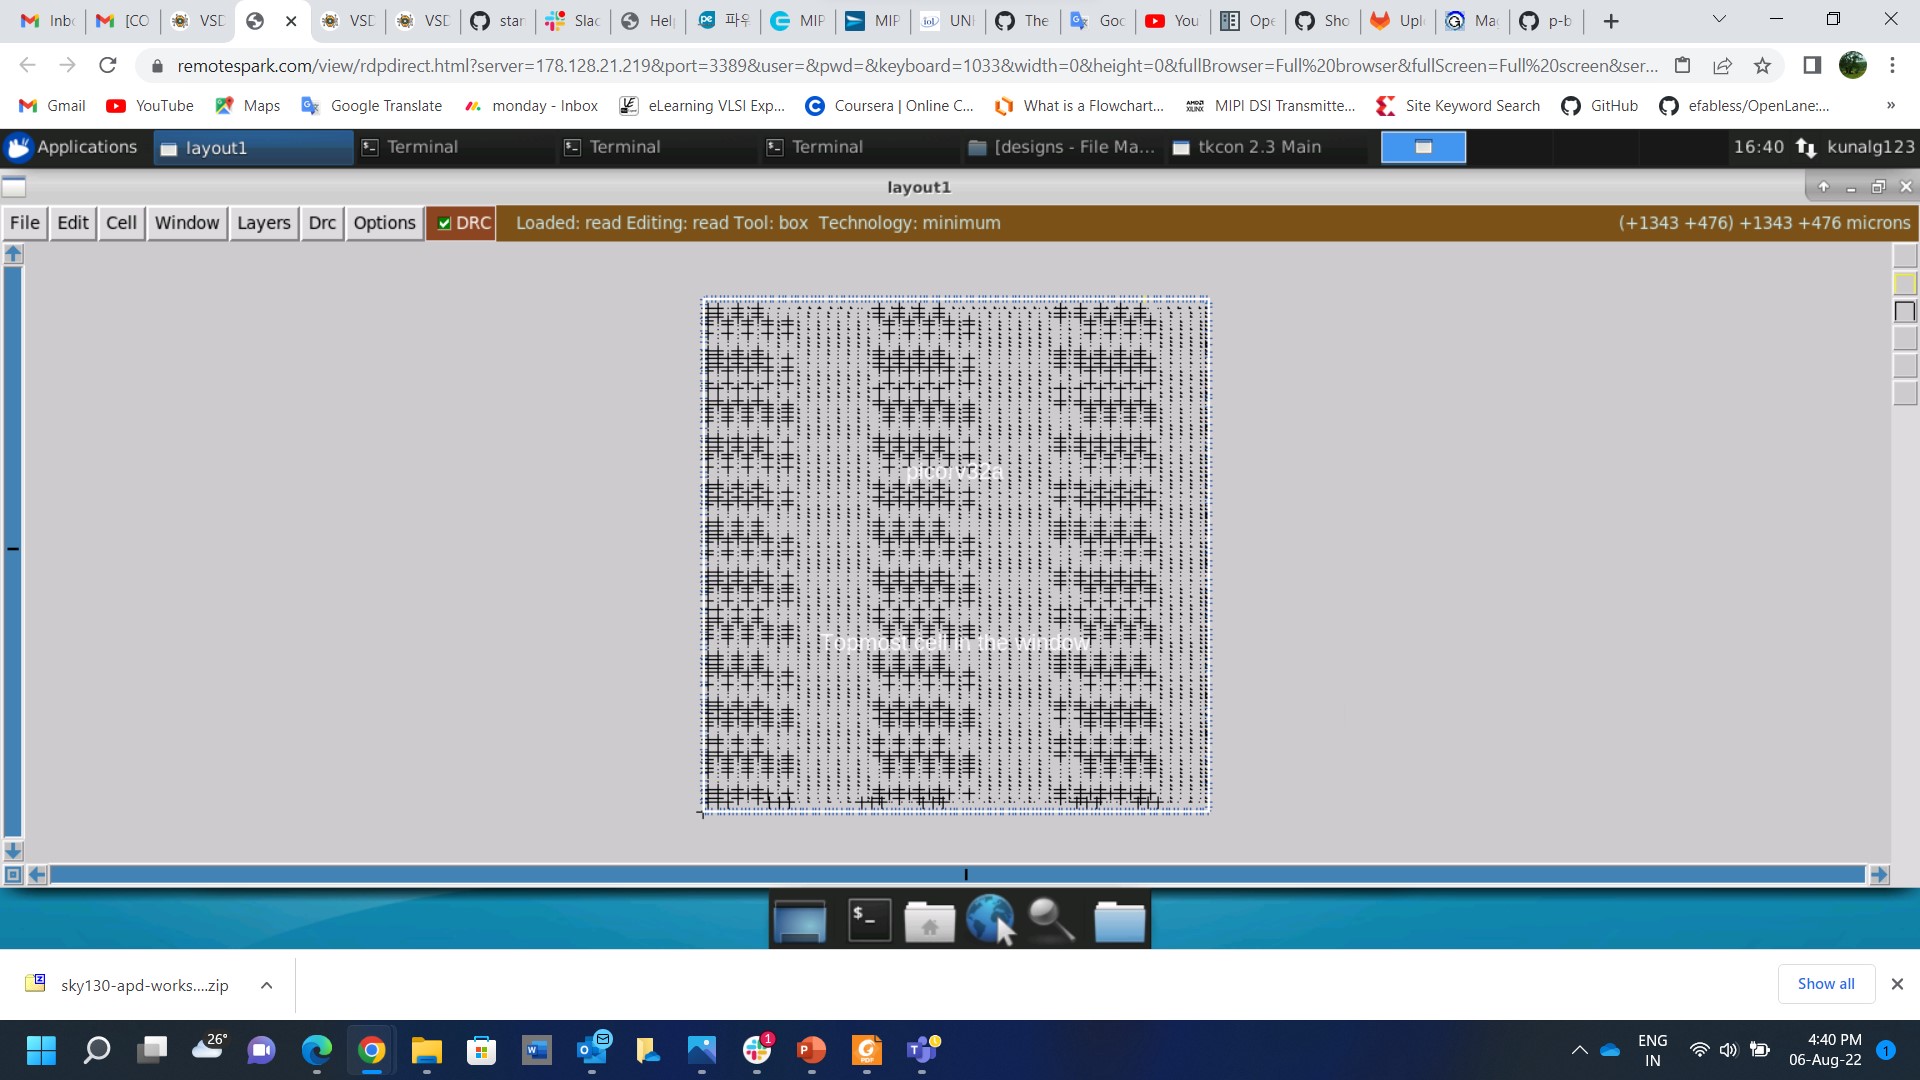 Inb
[CO
VSD
VSD
VSD
star
Slac
Hel
파우
MIP
MIP
UNI
The
Goo
You
Ope
Sho
Upl
Ma
p-b
remotespark.com/view/rdpdirect.html?server=178.128.21.219&port=3389&user=&pwd=&keyboard=1033&width=0&height=0&fullBrowser=Full%20browser&fullScreen=Full%20screen&ser...
Gmail
YouTube
Maps
Google Translate
monday - Inbox
eLearning VLSI Exp...
Coursera | Online C...
What is a Flowchart...
MIPI DSI Transmitte...
Site Keyword Search
GitHub
efabless/OpenLane:...
»
Applications
layout1
Terminal
Terminal
Terminal
[designs - File Ma...
tkcon 2.3 Main
16:40
kunalg123
layout1
File
Edit
Cell
Window
Layers
Drc
Options
DRC
Loaded: read Editing: read Tool: box Technology: minimum
(+1343 +476) +1343 +476 microns
picorv32a
Topmost cell in the window
sky130-apd-works....zip
Show all
26°
1
ENG
IN
4:40 PM
06-Aug-22
1